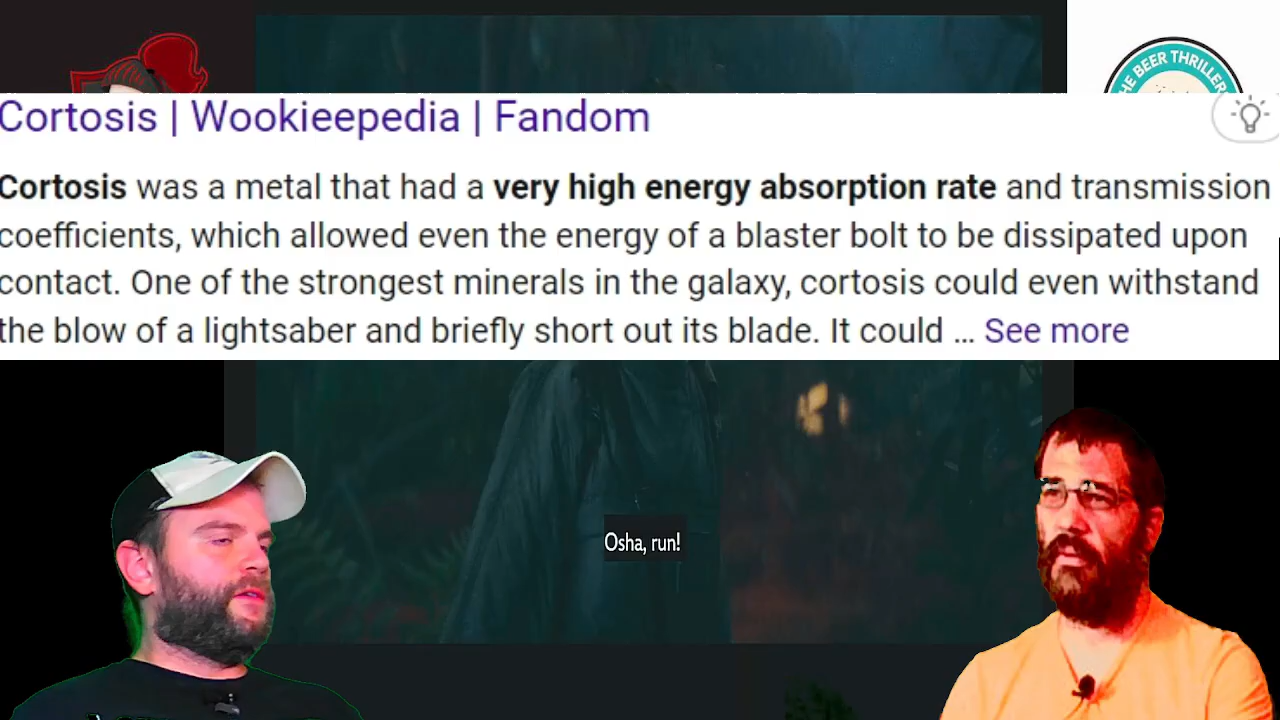 THE BEER THRILLER
Cortosis | Wookieepedia | Fandom
Cortosis was a metal that had a very high energy absorption rate and transmission
coefficients, which allowed even the energy of a blaster bolt to be dissipated upon
contact. One of the strongest minerals in the galaxy, cortosis could even withstand
the blow of a lightsaber and briefly short out its blade. It could ... See more
Osha, run!